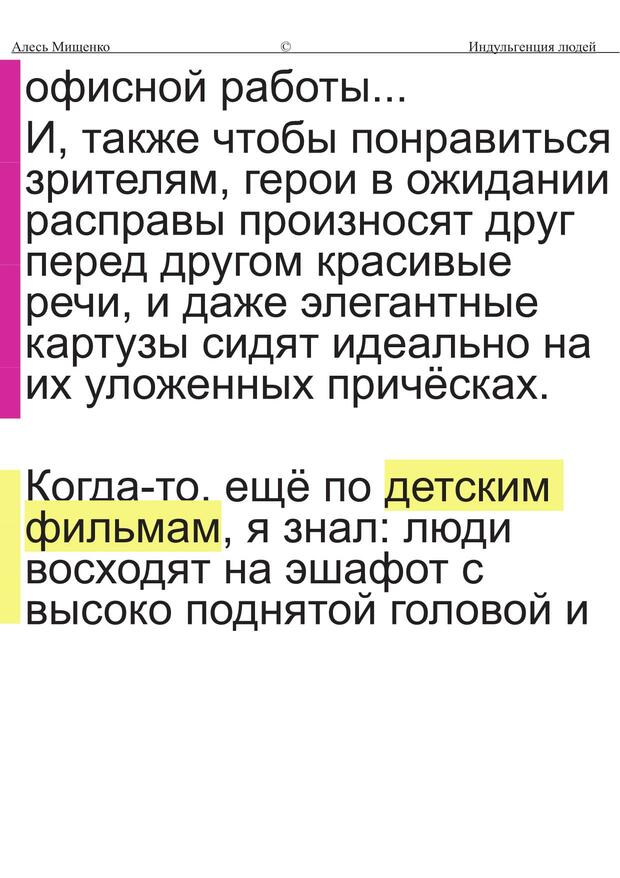 Алесь Мищенко © Индульгенция людей
офисной работы...
И, также чтобы понравиться
зрителям, герои в ожидании
расправы произносят друг
перед другом красивые
речи, и даже элегантные
картузы сидят идеально на
их уложенных причёсках.
Когда-то, ещё по детским
фильмам, я знал: люди
восходят на эшафот с
высоко поднятой головой и